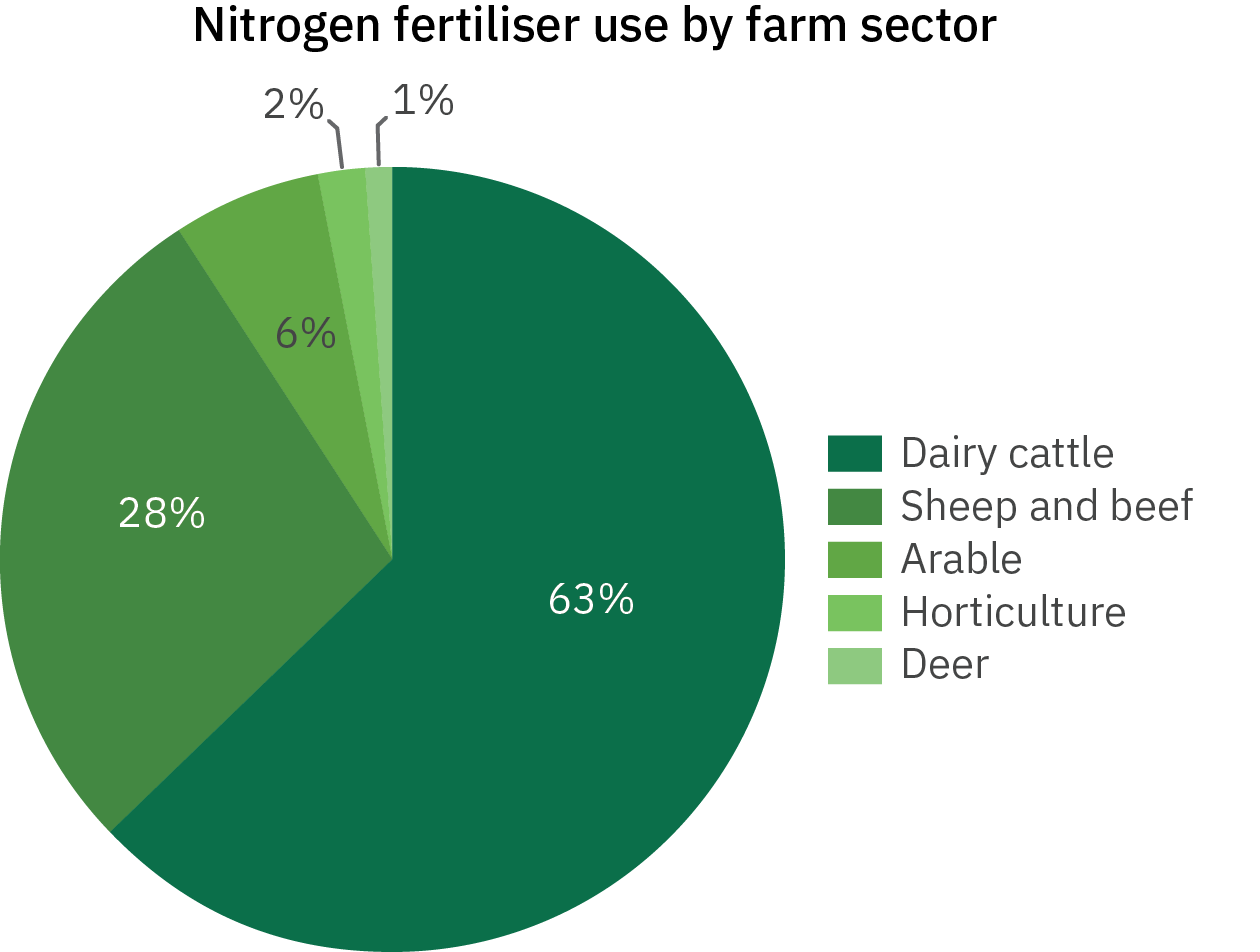 Nitrogen fertiliser use by farm sector
2%
1%
6%
28%
63%
Dairy cattle
Sheep and beef
Arable
Horticulture
Deer